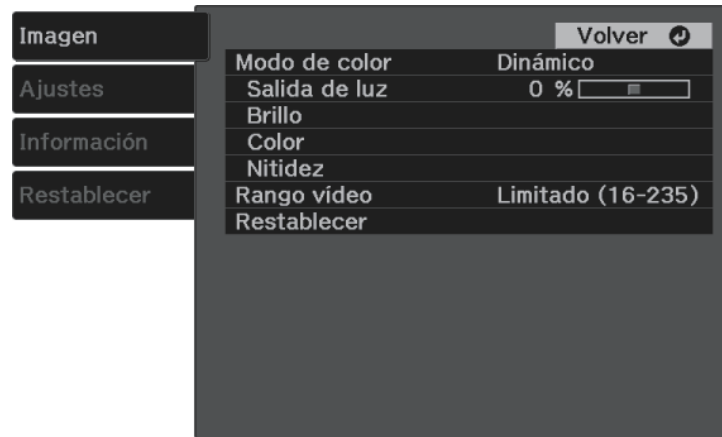 Imagen
Ajustes
Información
Restablecer
Volver
Modo de color Dinámico
Salida de luz 0 %
Brillo
Color
Nitidez
Rango vídeo Limitado (16-235)
Restablecer